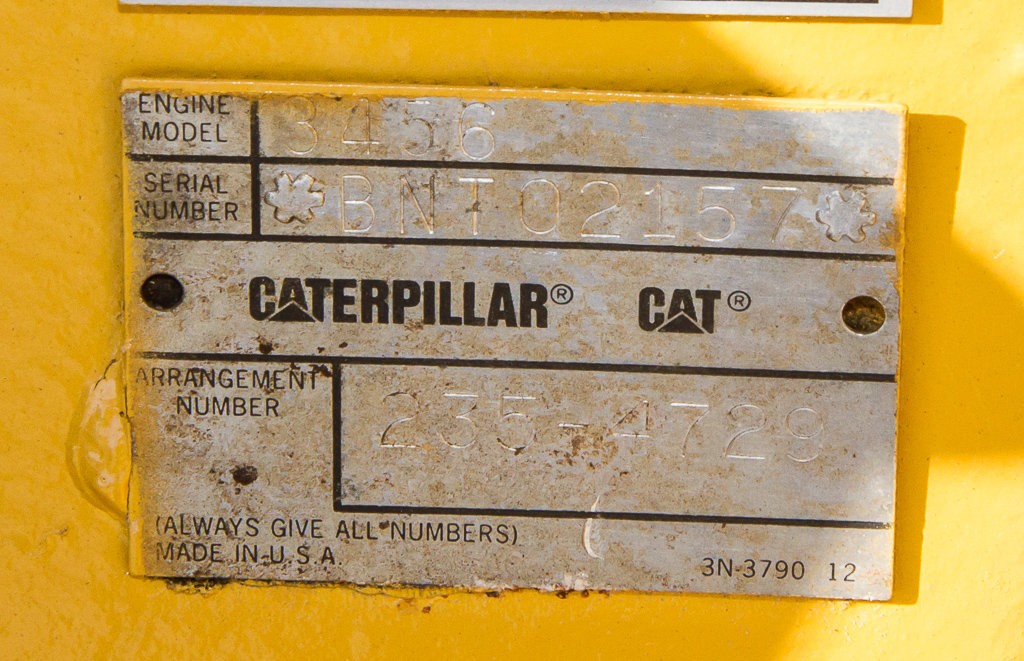 ENGINE
MODEL
3456
SERIAL
NUMBER
*BNT02157*
CATERPILLAR® CAT®
ARRANGEMENT
NUMBER
235-4729
(ALWAYS GIVE ALL NUMBERS)
MADE IN U.S.A.
3N-3790 12